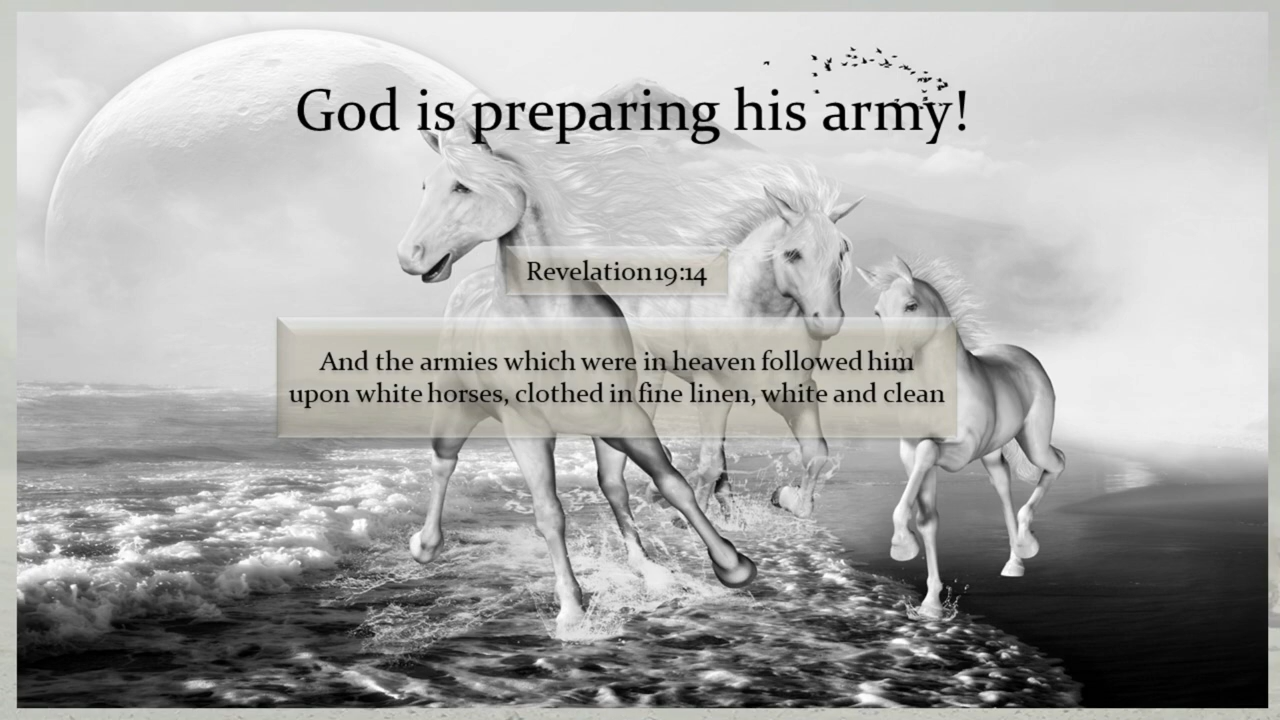 God is preparing his army!
Revelation 19:14
And the armies which were in heaven followed him
upon white horses, clothed in fine linen, white and clean